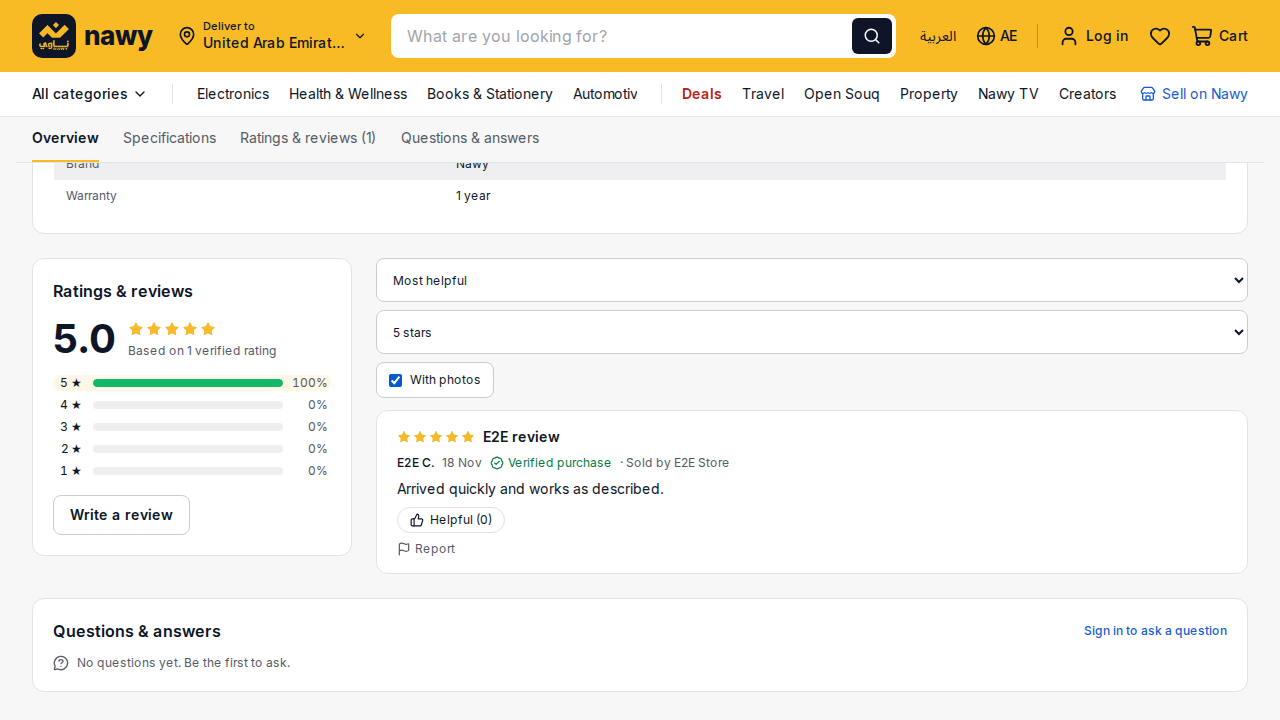 ناوي
NAWY
nawy
Deliver to
United Arab Emirat...
What are you looking for?
العربية
AE
Log in
Cart
All categories
Electronics
Health & Wellness
Books & Stationery
Automotiv
Deals
Travel
Open Souq
Property
Nawy TV
Creators
Sell on Nawy
Overview
Specifications
Ratings & reviews (1)
Questions & answers
Brand
Nawy
Warranty
1 year
Ratings & reviews
5.0
Based on 1 verified rating
5 ★ 100%
4 ★ 0%
3 ★ 0%
2 ★ 0%
1 ★ 0%
Write a review
Most helpful
5 stars
With photos
E2E review
E2E C. 18 Nov Verified purchase · Sold by E2E Store
Arrived quickly and works as described.
Helpful (0)
Report
Questions & answers
Sign in to ask a question
No questions yet. Be the first to ask.